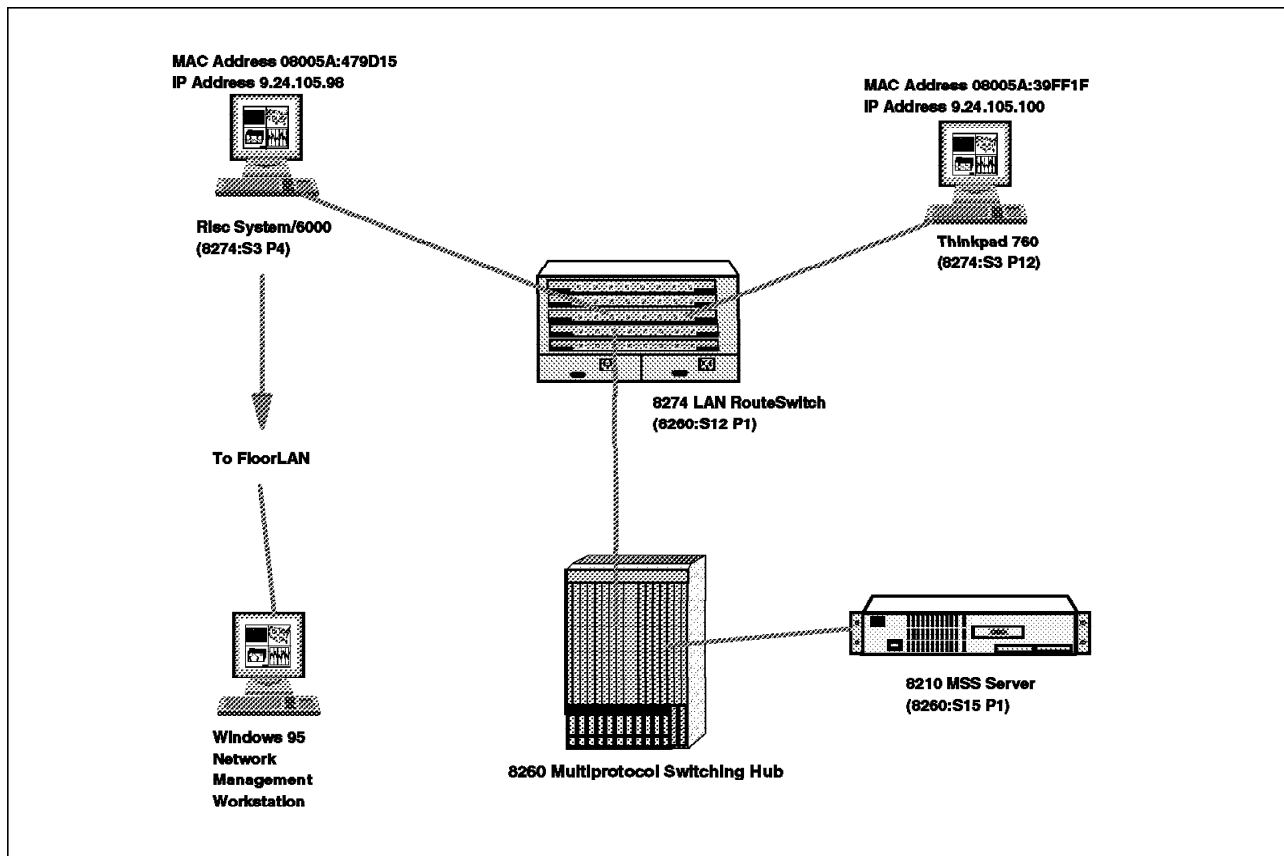 MAC Address 08005A:479D15
IP Address 9.24.105.98
MAC Address 08005A:39FF1F
IP Address 9.24.105.100
Risc System/6000
(8274:S3 P4)
Thinkpad 760
(8274:S3 P12)
8274 LAN RouteSwitch
(8260:S12 P1)
To FloorLAN
8210 MSS Server
(8260:S15 P1)
Windows 95
Network
Management
Workstation
8260 Multiprotocol Switching Hub